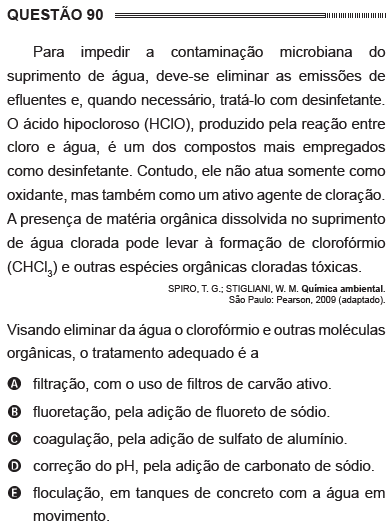 QUESTÃO 90
Para impedir a contaminação microbiana do
suprimento de água, deve-se eliminar as emissões de
efluentes e, quando necessário, tratá-lo com desinfetante.
O ácido hipocloroso (HClO), produzido pela reação entre
cloro e água, é um dos compostos mais empregados
como desinfetante. Contudo, ele não atua somente como
oxidante, mas também como um ativo agente de cloração.
A presença de matéria orgânica dissolvida no suprimento
de água clorada pode levar à formação de clorofórmio
(CHCl₃) e outras espécies orgânicas cloradas tóxicas.
SPIRO, T. G.; STIGLIANI, W. M. Química ambiental.
São Paulo: Pearson, 2009 (adaptado).
Visando eliminar da água o clorofórmio e outras moléculas
orgânicas, o tratamento adequado é a
A filtração, com o uso de filtros de carvão ativo.
B fluoretação, pela adição de fluoreto de sódio.
C coagulação, pela adição de sulfato de alumínio.
D correção do pH, pela adição de carbonato de sódio.
E floculação, em tanques de concreto com a água em
movimento.